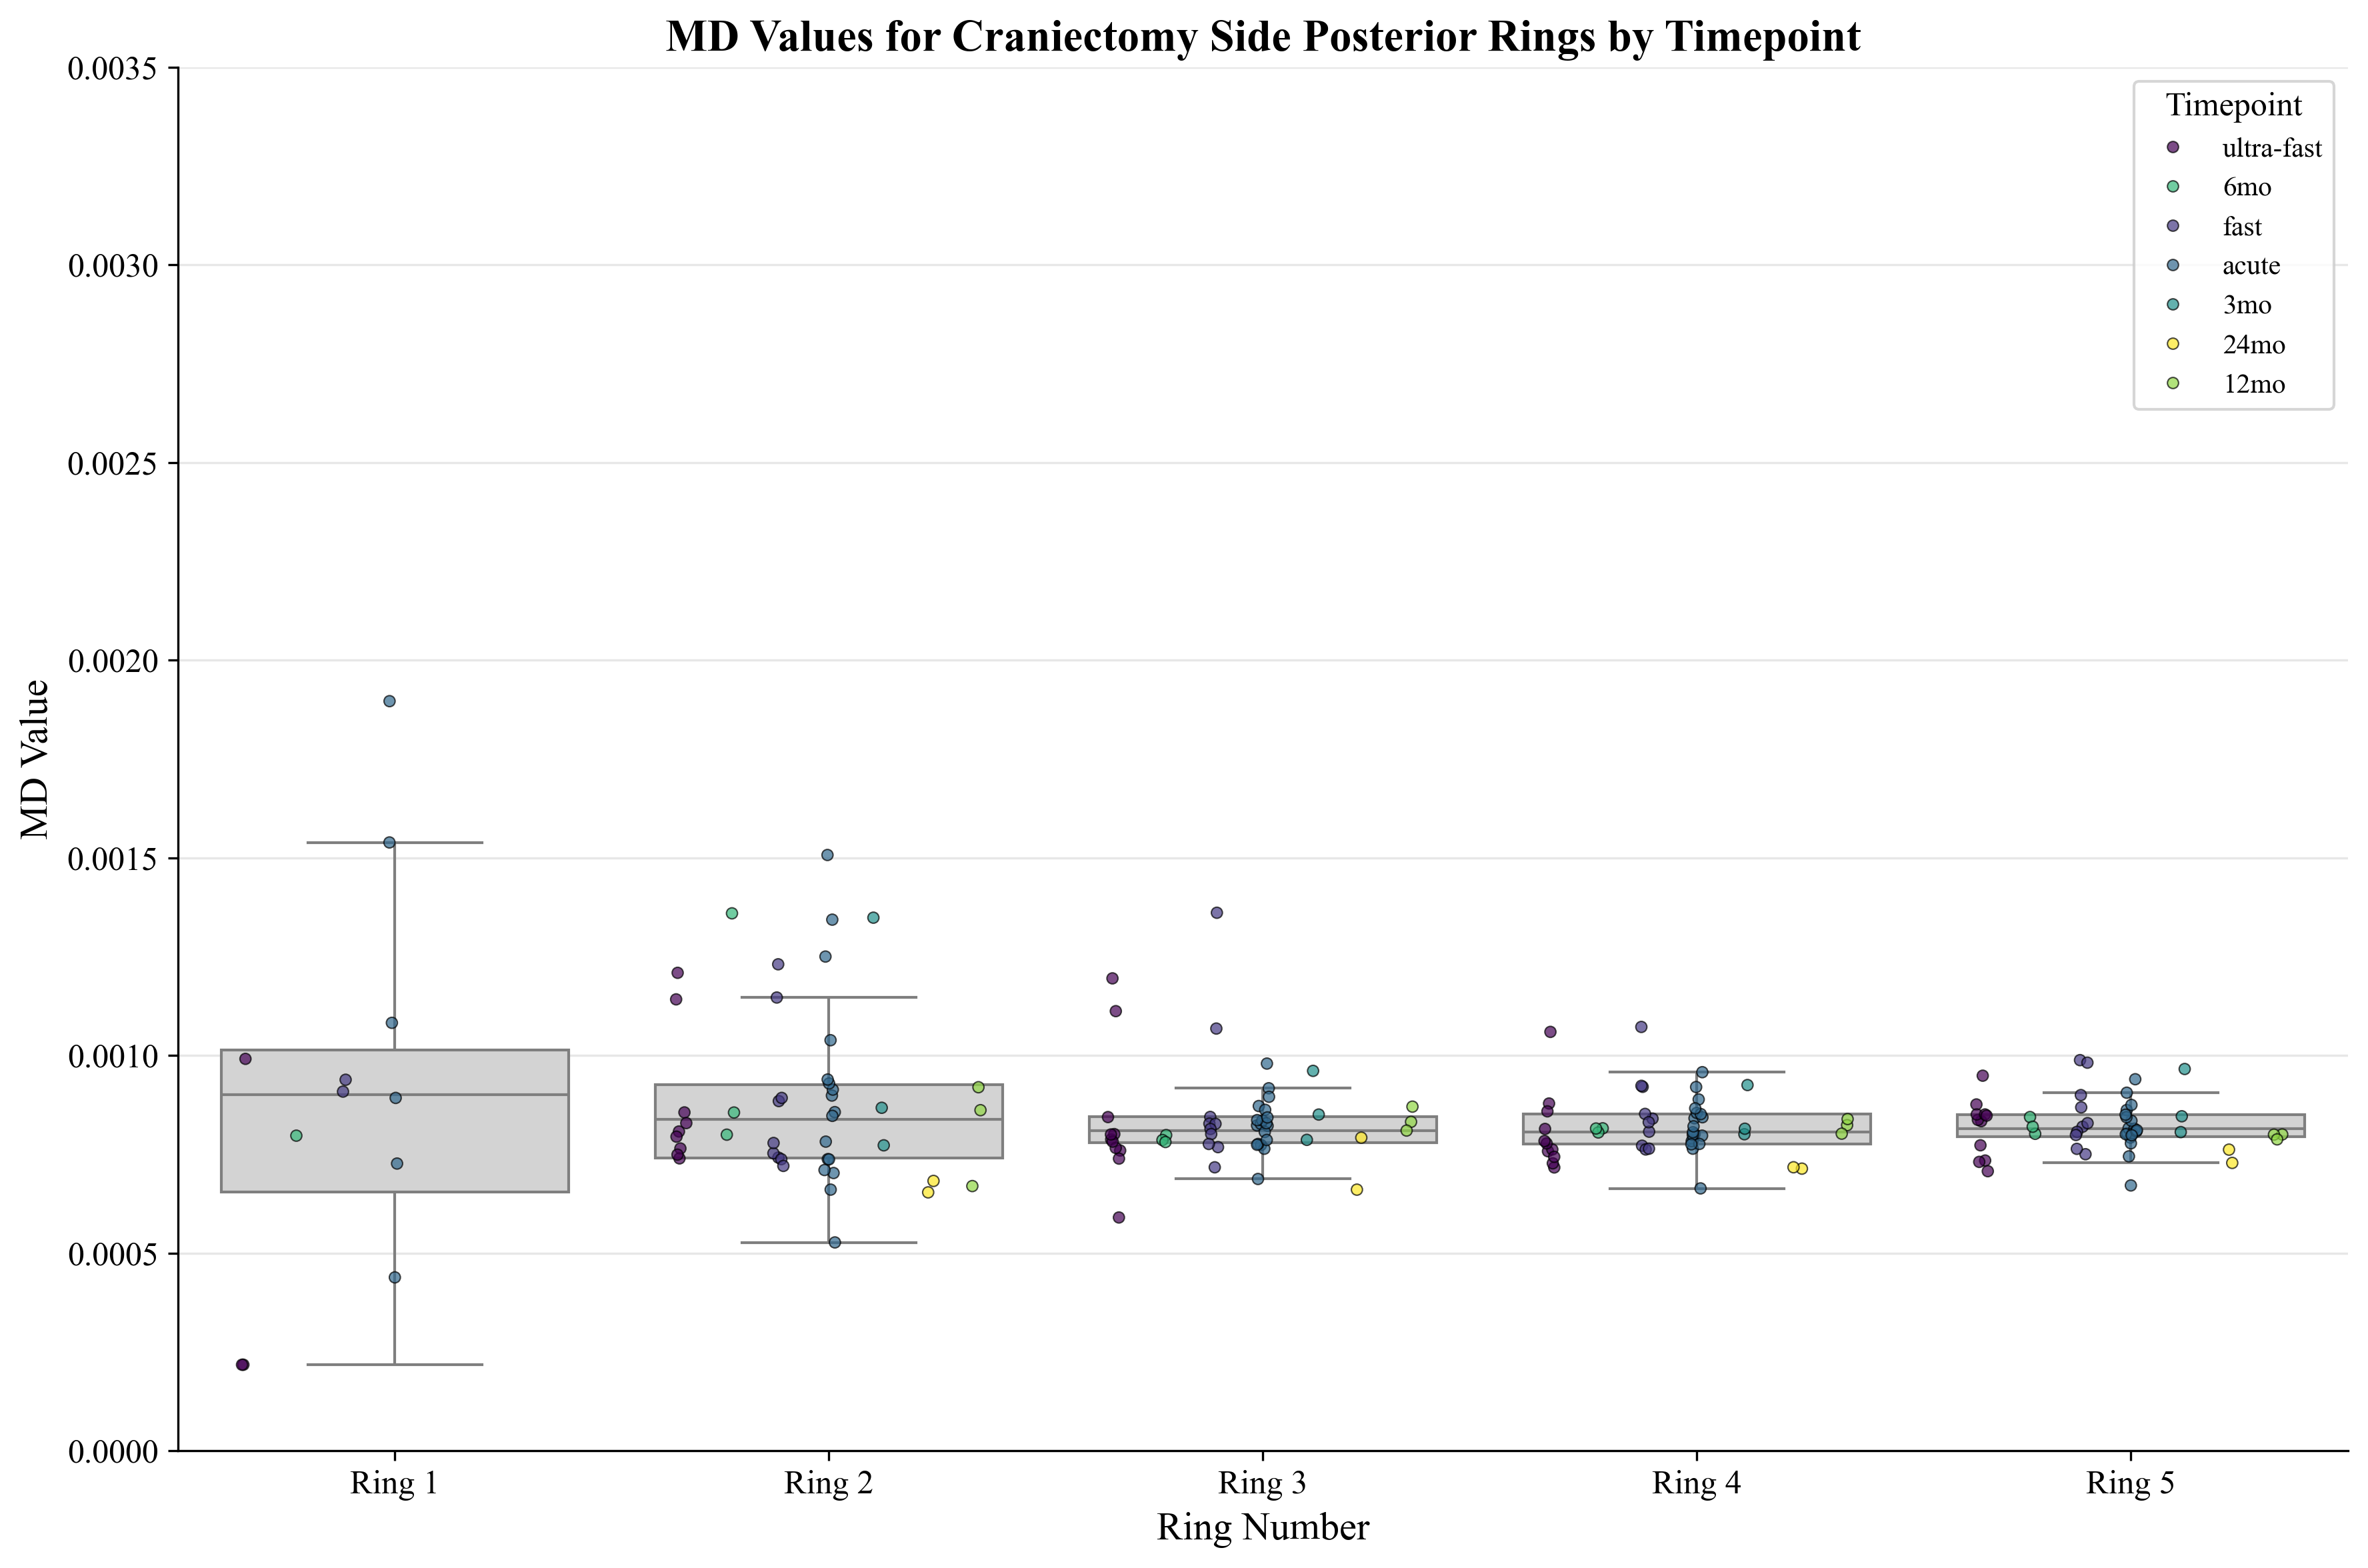 MD Values for Craniectomy Side Posterior Rings by Timepoint
0.0035
0.0030
0.0025
0.0020
0.0015
0.0010
0.0005
0.0000
MD Value
Timepoint
ultra-fast
6mo
fast
acute
3mo
24mo
12mo
Ring 1
Ring 2
Ring 3
Ring 4
Ring 5
Ring Number